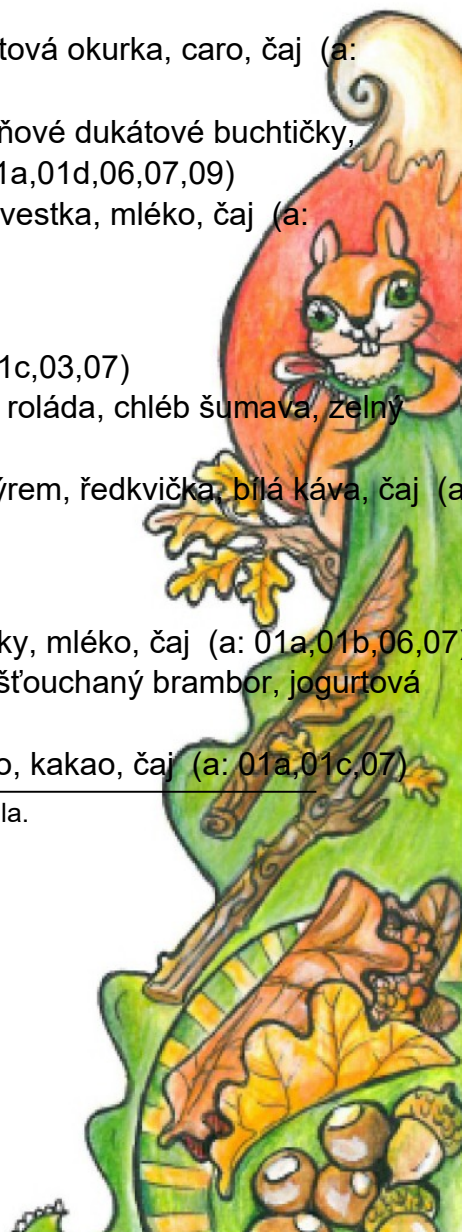 tová okurka, caro, čaj (a:
ňové dukátové buchtičky,
1a,01d,06,07,09)
vestka, mléko, čaj (a:
1c,03,07)
roláda, chléb šumava, zelný
ýrem, ředkvička, bílá káva, čaj (a
ky, mléko, čaj (a: 01a,01b,06,07)
šťouchaný brambor, jogurtová
o, kakao, čaj (a: 01a,01c,07)
la.